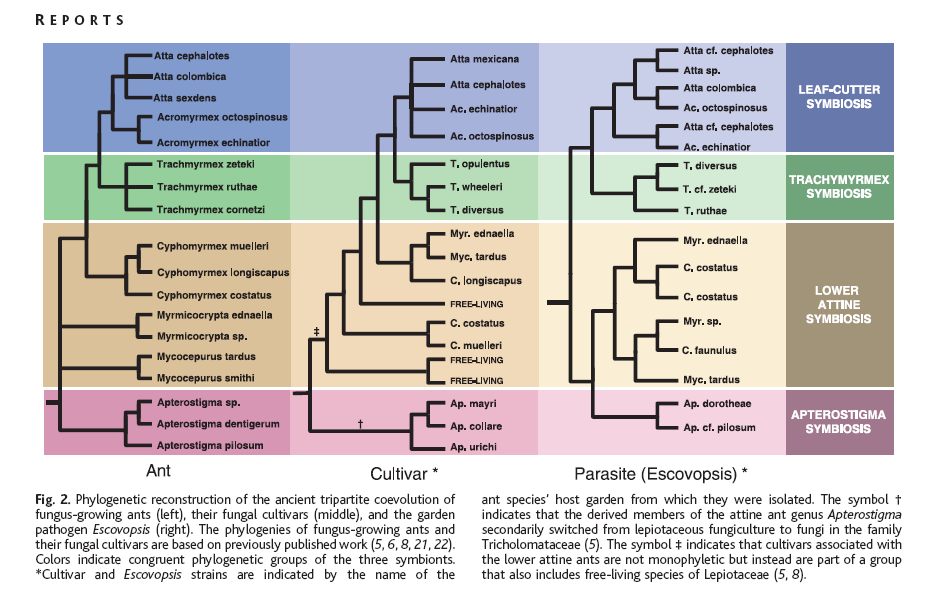 REPORTS
Atta cephalotes
Atta colombica
Atta sexdens
Acromyrmex octospinosus
Acromyrmex echinatior
Trachmyrmex zeteki
Trachmyrmex ruthae
Trachmyrmex cornetzi
Cyphomyrmex muelleri
Cyphomyrmex longiscapus
Cyphomyrmex costatus
Myrmicocrypta ednaella
Myrmicocrypta sp.
Mycocepurus tardus
Mycocepurus smithi
Apterostigma sp.
Apterostigma dentigerum
Apterostigma pilosum
Ant
Atta mexicana
Atta cephalotes
Ac. echinatior
Ac. octospinosus
T. opulentus
T. wheeleri
T. diversus
Myr. ednaella
Myc. tardus
C. longiscapus
FREE-LIVING
C. costatus
C. muelleri
FREE-LIVING
FREE-LIVING
‡
Ap. mayri
Ap. collare
Ap. urichi
†
Cultivar *
Atta cf. cephalotes
Atta sp.
Atta colombica
Ac. octospinosus
Atta cf. cephalotes
Ac. echinatior
T. diversus
T. cf. zeteki
T. ruthae
Myr. ednaella
C. costatus
C. costatus
Myr. sp.
C. faunulus
Myc. tardus
Ap. dorotheae
Ap. cf. pilosum
Parasite (Escovopsis) *
LEAF-CUTTER
SYMBIOSIS
TRACHYMYRMEX
SYMBIOSIS
LOWER
ATTINE
SYMBIOSIS
APTEROSTIGMA
SYMBIOSIS
Fig. 2. Phylogenetic reconstruction of the ancient tripartite coevolution of
fungus-growing ants (left), their fungal cultivars (middle), and the garden
pathogen Escovopsis (right). The phylogenies of fungus-growing ants and
their fungal cultivars are based on previously published work (5, 6, 8, 21, 22).
Colors indicate congruent phylogenetic groups of the three symbionts.
*Cultivar and Escovopsis strains are indicated by the name of the
ant species' host garden from which they were isolated. The symbol †
indicates that the derived members of the attine ant genus Apterostigma
secondarily switched from lepiotaceous fungiculture to fungi in the family
Tricholomataceae (5). The symbol ‡ indicates that cultivars associated with
the lower attine ants are not monophyletic but instead are part of a group
that also includes free-living species of Lepiotaceae (5, 8).